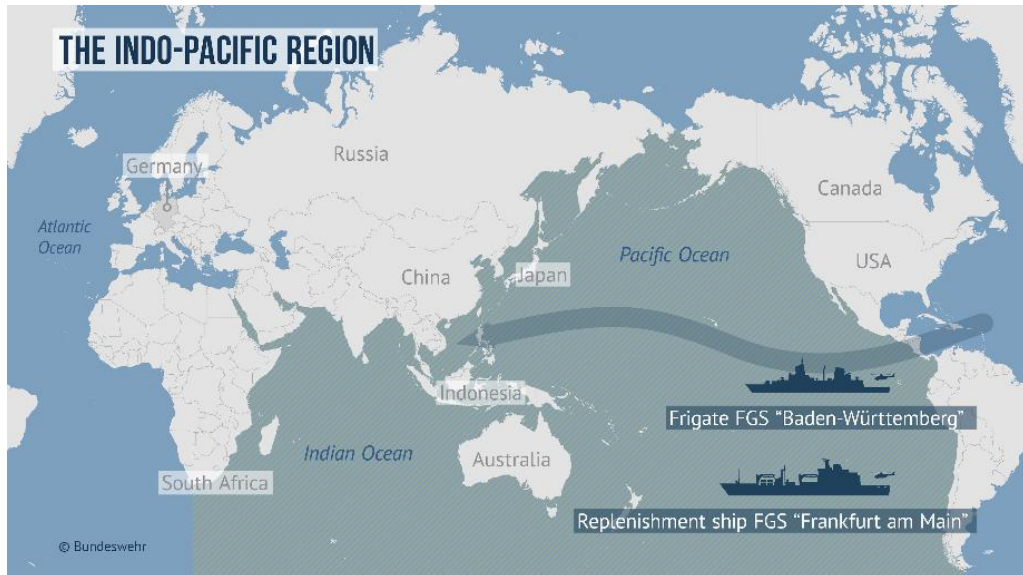 THE INDO-PACIFIC REGION
Germany
Russia
Canada
Atlantic
Ocean
Pacific Ocean
USA
China
Japan
Indonesia
Frigate FGS “Baden-Württemberg”
Indian Ocean
Australia
South Africa
Replenishment ship FGS “Frankfurt am Main”
© Bundeswehr